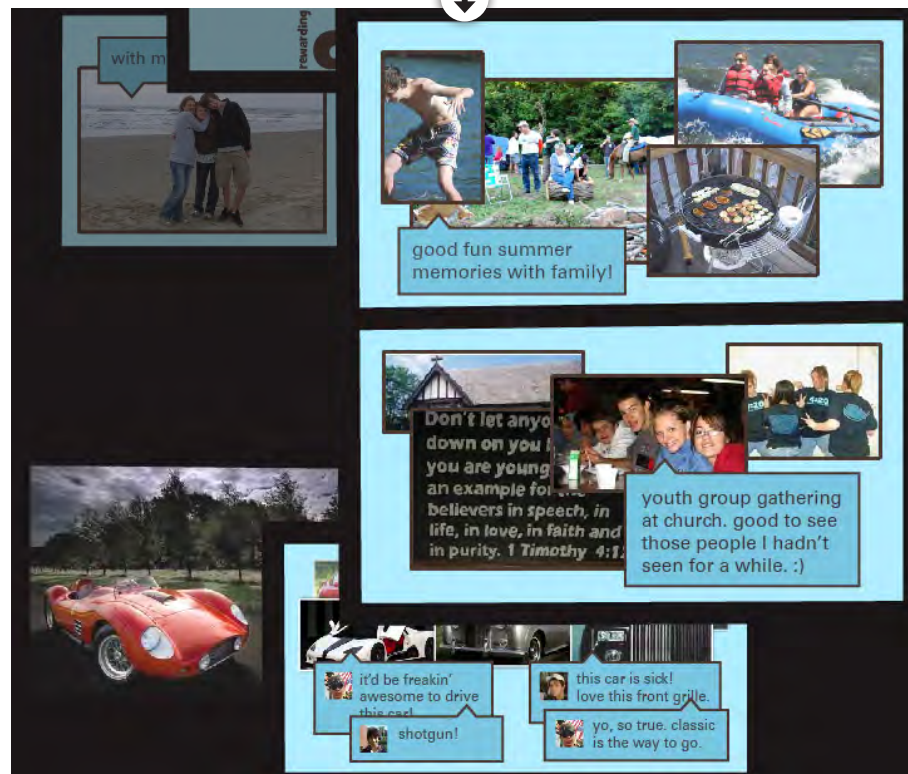 with m
rewarding
good fun summer
memories with family!
Don't let anyo
down on you
you are young
an example for the
believers in speech, in
life, in love, in faith and
in purity. 1 Timothy 4:1
youth group gathering
at church. good to see
those people I hadn't
seen for a while. :)
it'd be freakin'
awesome to drive
this car!
shotgun!
this car is sick!
love this front grille.
yo, so true. classic
is the way to go.